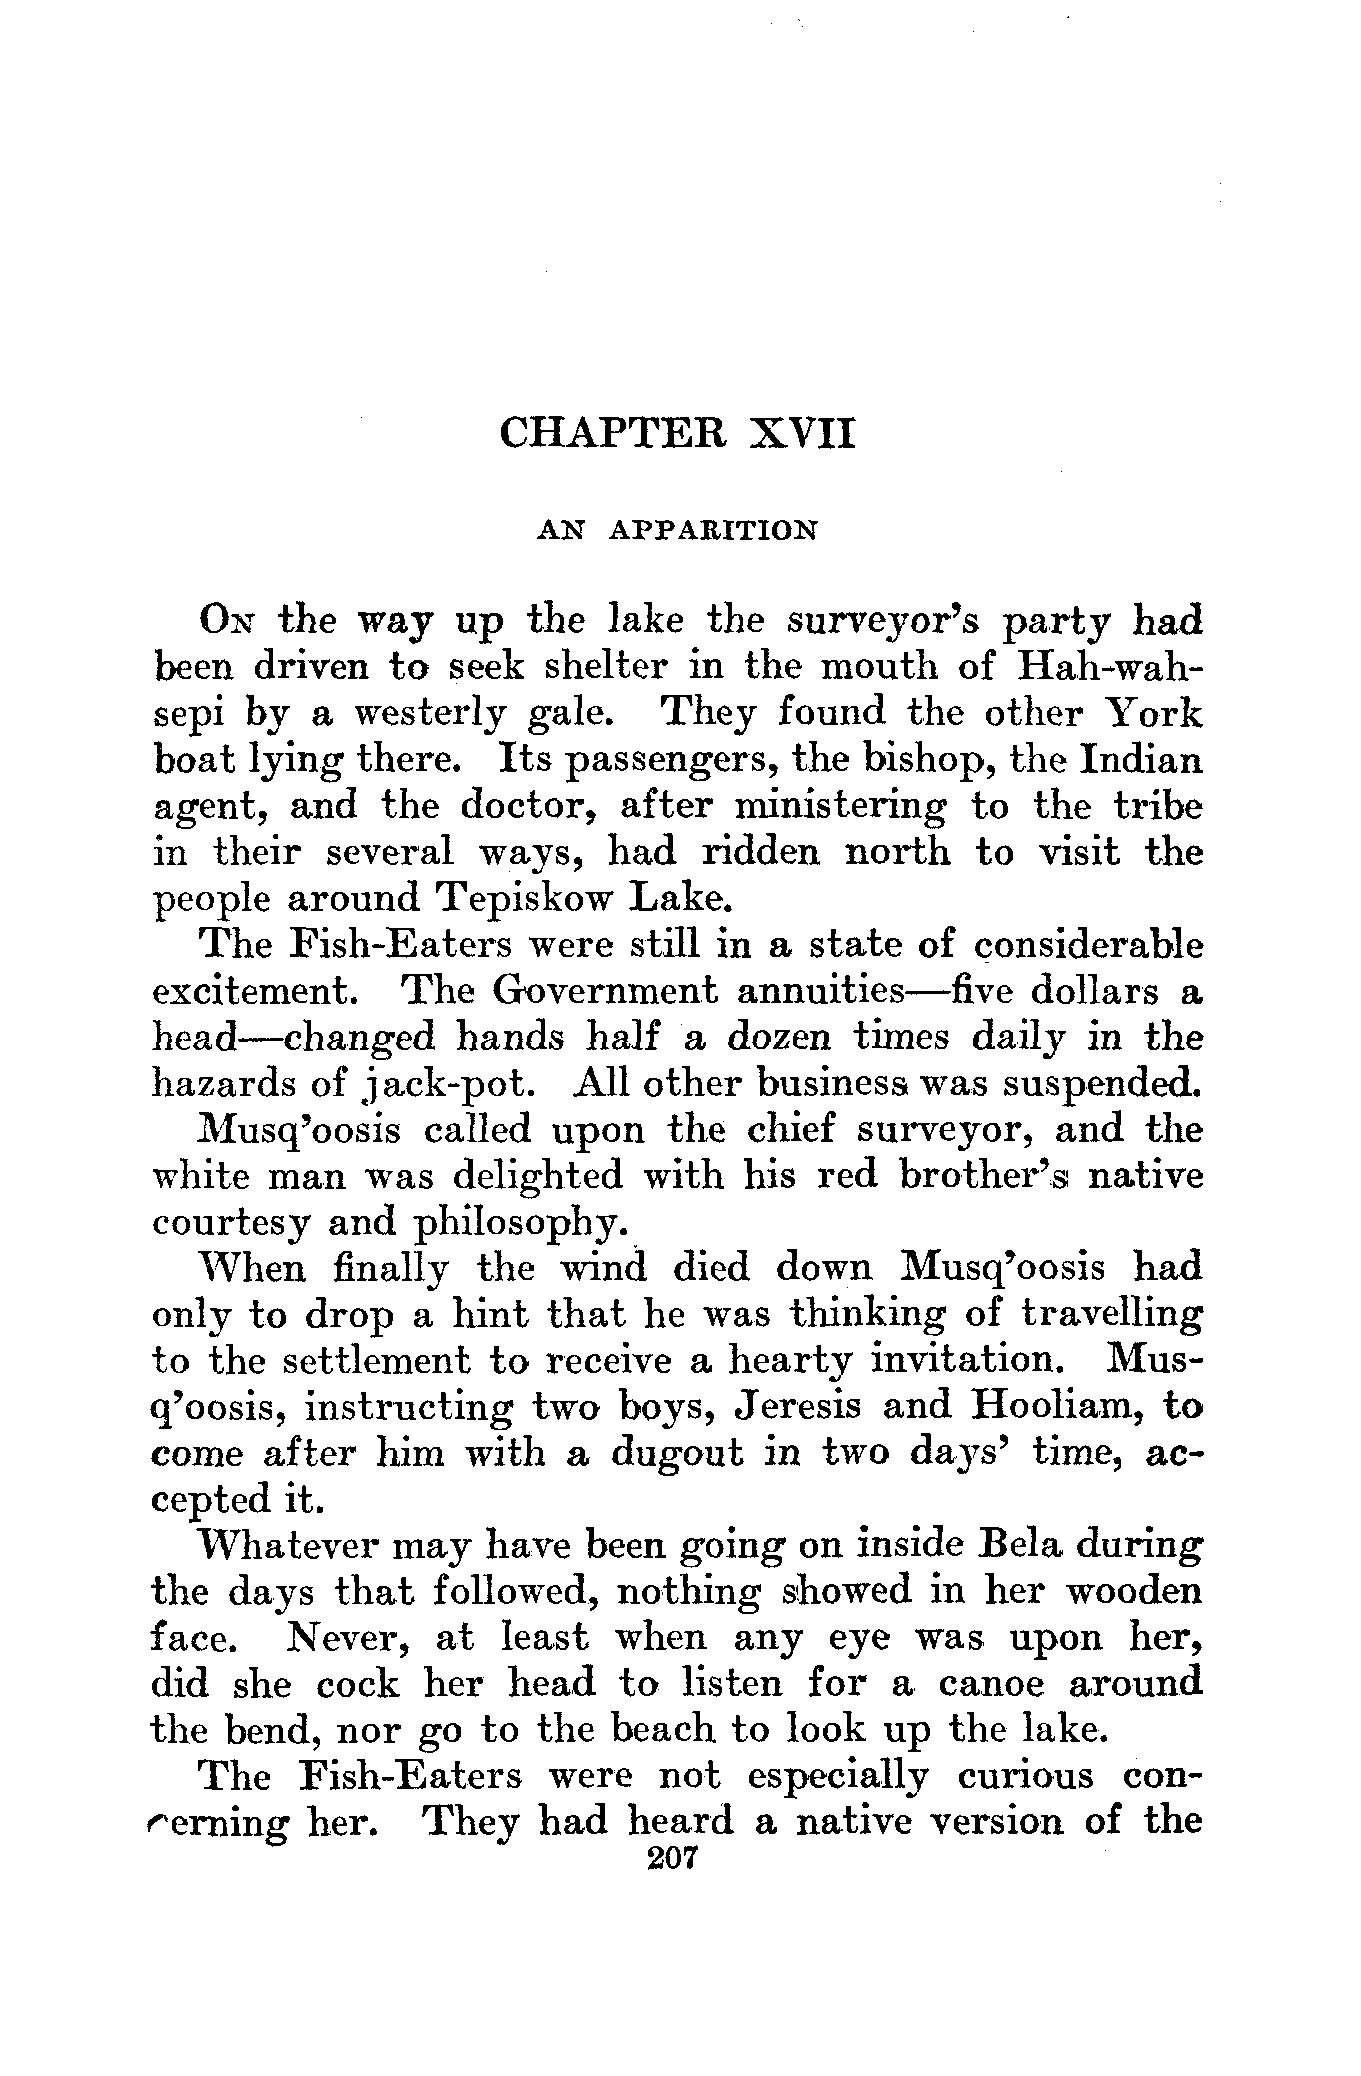 CHAPTER XVII
AN APPARITION
On the way up the lake the surveyor's party had
been driven to seek shelter in the mouth of Hah-wah-
sepi by a westerly gale. They found the other York
boat lying there. Its passengers, the bishop, the Indian
agent, and the doctor, after ministering to the tribe
in their several ways, had ridden north to visit the
people around Tepiskow Lake.
The Fish-Eaters were still in a state of considerable
excitement. The Government annuities—five dollars a
head—changed hands half a dozen times daily in the
hazards of jack-pot. All other business was suspended.
Musq'oosis called upon the chief surveyor, and the
white man was delighted with his red brother's native
courtesy and philosophy.
When finally the wind died down Musq'oosis had
only to drop a hint that he was thinking of travelling
to the settlement to receive a hearty invitation. Mus-
q'oosis, instructing two boys, Jeresis and Hooliam, to
come after him with a dugout in two days' time, ac-
cepted it.
Whatever may have been going on inside Bela during
the days that followed, nothing showed in her wooden
face. Never, at least when any eye was upon her,
did she cock her head to listen for a canoe around
the bend, nor go to the beach to look up the lake.
The Fish-Eaters were not especially curious con-
cerning her. They had heard a native version of the
207